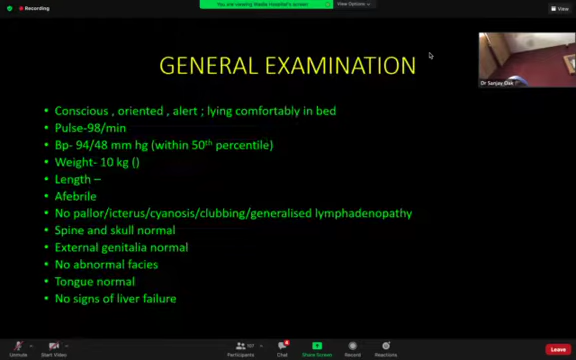 Recording
You are viewing Wadia Hospital's screen
View Options
View
GENERAL EXAMINATION
Dr Sanjay Oak
• Conscious , oriented , alert ; lying comfortably in bed
• Pulse-98/min
• Bp- 94/48 mm hg (within 50th percentile)
• Weight- 10 kg ()
• Length –
• Afebrile
• No pallor/icterus/cyanosis/clubbing/generalised lymphadenopathy
• Spine and skull normal
• External genitalia normal
• No abnormal facies
• Tongue normal
• No signs of liver failure
Unmute
Start Video
Participants
Chat
Share Screen
Record
Reactions
Leave